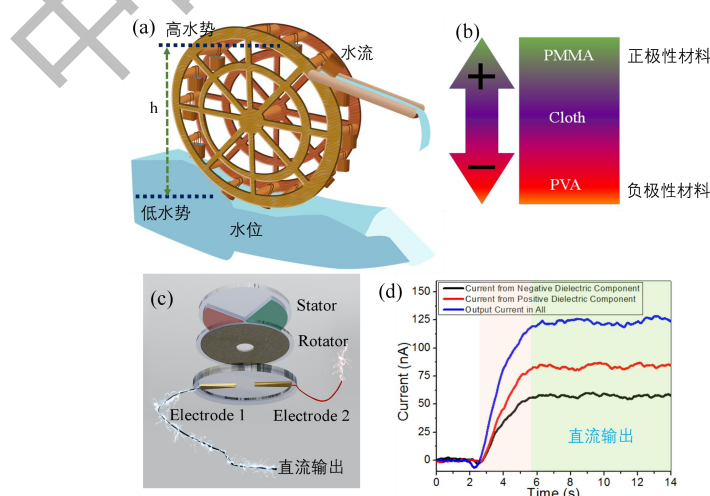 中
(a)
高水势
水流
h
低水势
水位
(b)
+
PMMA
正极性材料
Cloth
−
PVA
负极性材料
(c)
Stator
Rotator
Electrode 1
Electrode 2
直流输出
(d)
Current from Negative Dielectric Component
Current from Positive Dielectric Component
Output Current in All
Current (nA)
150
125
100
75
50
25
0
直流输出
0 2 4 6 8 10 12 14
Time (s)